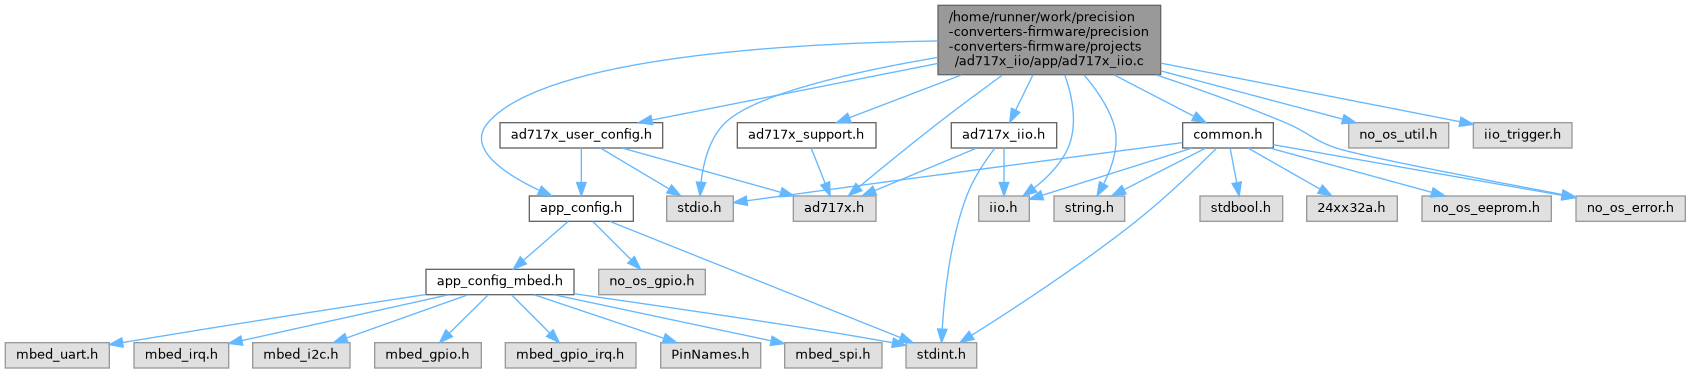 /home/runner/work/precision
-converters-firmware/precision
-converters-firmware/projects
/ad717x_iio/app/ad717x_iio.c
ad717x_user_config.h
ad717x_support.h
ad717x_iio.h
common.h
no_os_util.h
iio_trigger.h
app_config.h
stdio.h
ad717x.h
iio.h
string.h
stdbool.h
24xx32a.h
no_os_eeprom.h
no_os_error.h
app_config_mbed.h
no_os_gpio.h
mbed_uart.h
mbed_irq.h
mbed_i2c.h
mbed_gpio.h
mbed_gpio_irq.h
PinNames.h
mbed_spi.h
stdint.h